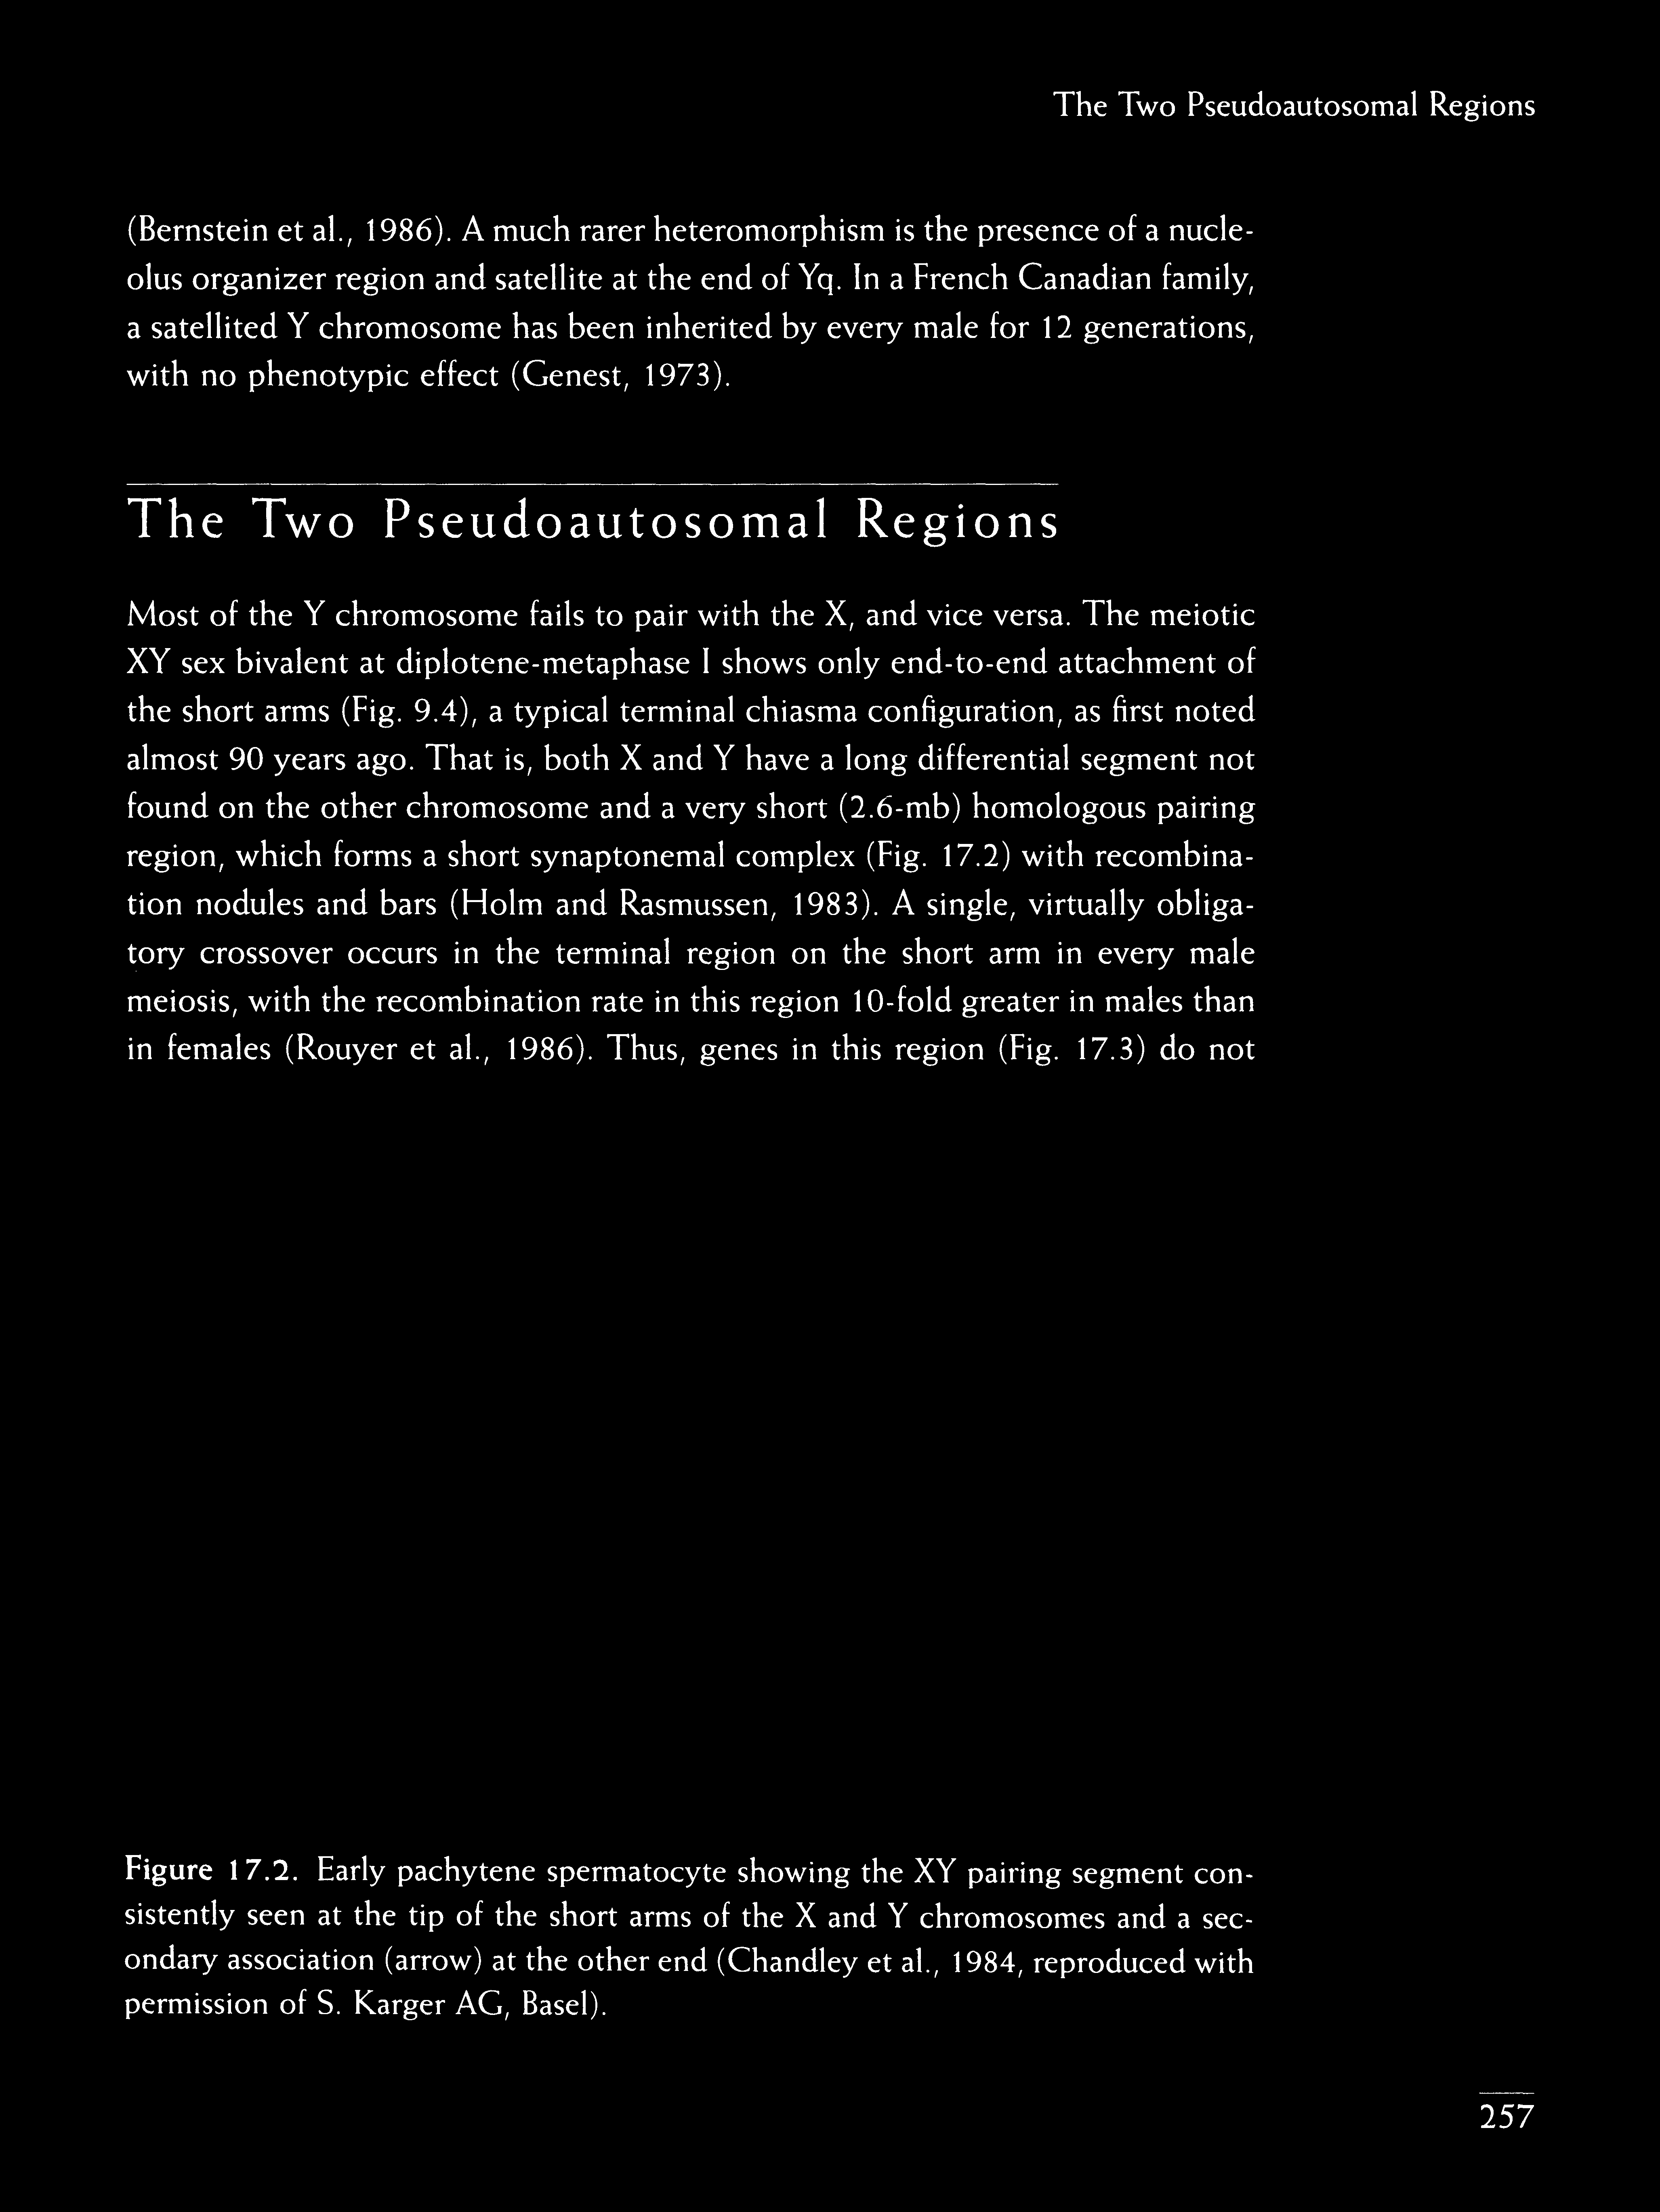 The Two Pseudoautosomal Regions
(Bernstein et al., 1986). A much rarer heteromorphism is the presence of a nucle-
olus organizer region and satellite at the end of Yq. In a French Canadian family,
a satellited Y chromosome has been inherited by every male for 12 generations,
with no phenotypic effect (Genest, 1973).
The Two Pseudoautosomal Regions
Most of the Y chromosome fails to pair with the X, and vice versa. The meiotic
XY sex bivalent at diplotene-metaphase I shows only end-to-end attachment of
the short arms (Fig. 9.4), a typical terminal chiasma configuration, as first noted
almost 90 years ago. That is, both X and Y have a long differential segment not
found on the other chromosome and a very short (2.6-mb) homologous pairing
region, which forms a short synaptonemal complex (Fig. 17.2) with recombina-
tion nodules and bars (Holm and Rasmussen, 1983). A single, virtually obliga-
tory crossover occurs in the terminal region on the short arm in every male
meiosis, with the recombination rate in this region 10-fold greater in males than
in females (Rouyer et al., 1986). Thus, genes in this region (Fig. 17.3) do not
Figure 17.2. Early pachytene spermatocyte showing the XY pairing segment con-
sistently seen at the tip of the short arms of the X and Y chromosomes and a sec-
ondary association (arrow) at the other end (Chandley et al., 1984, reproduced with
permission of S. Karger AG, Basel).
257